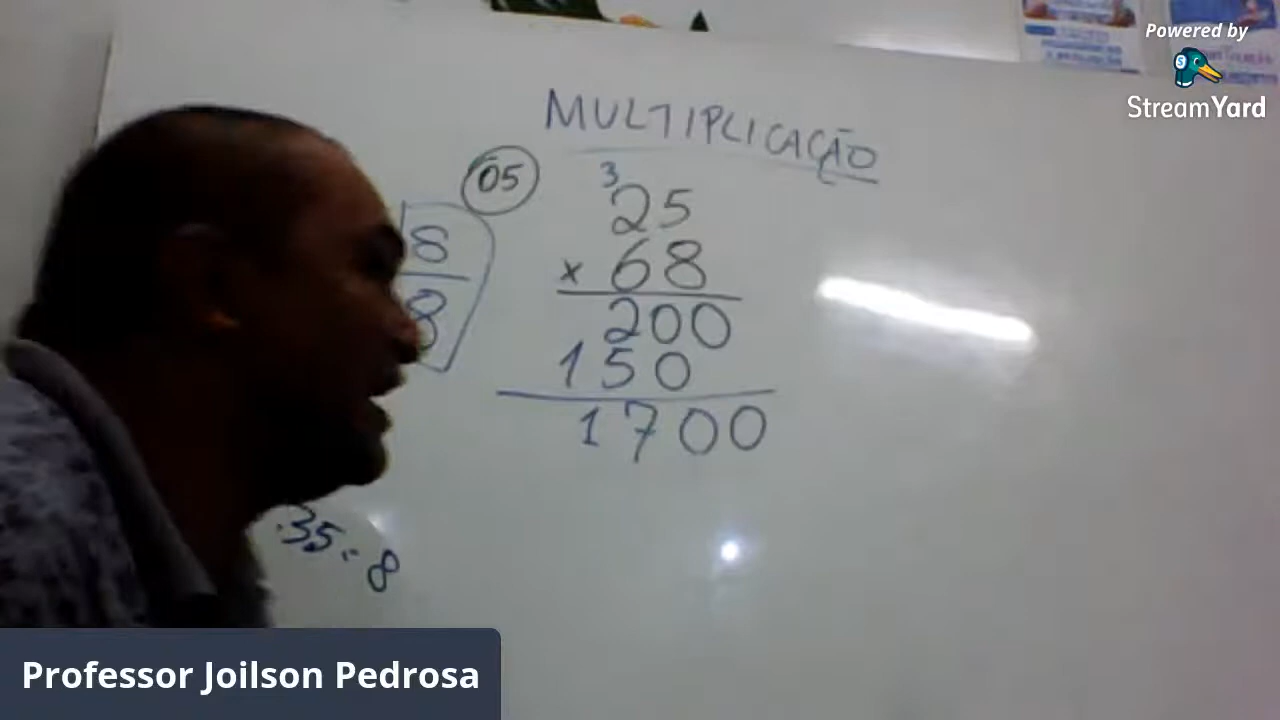 Powered by
StreamYard
MULTIPLICAÇÃO
05
3
25
x 68
200
150
1700
8
8
35 = 8
Professor Joilson Pedrosa